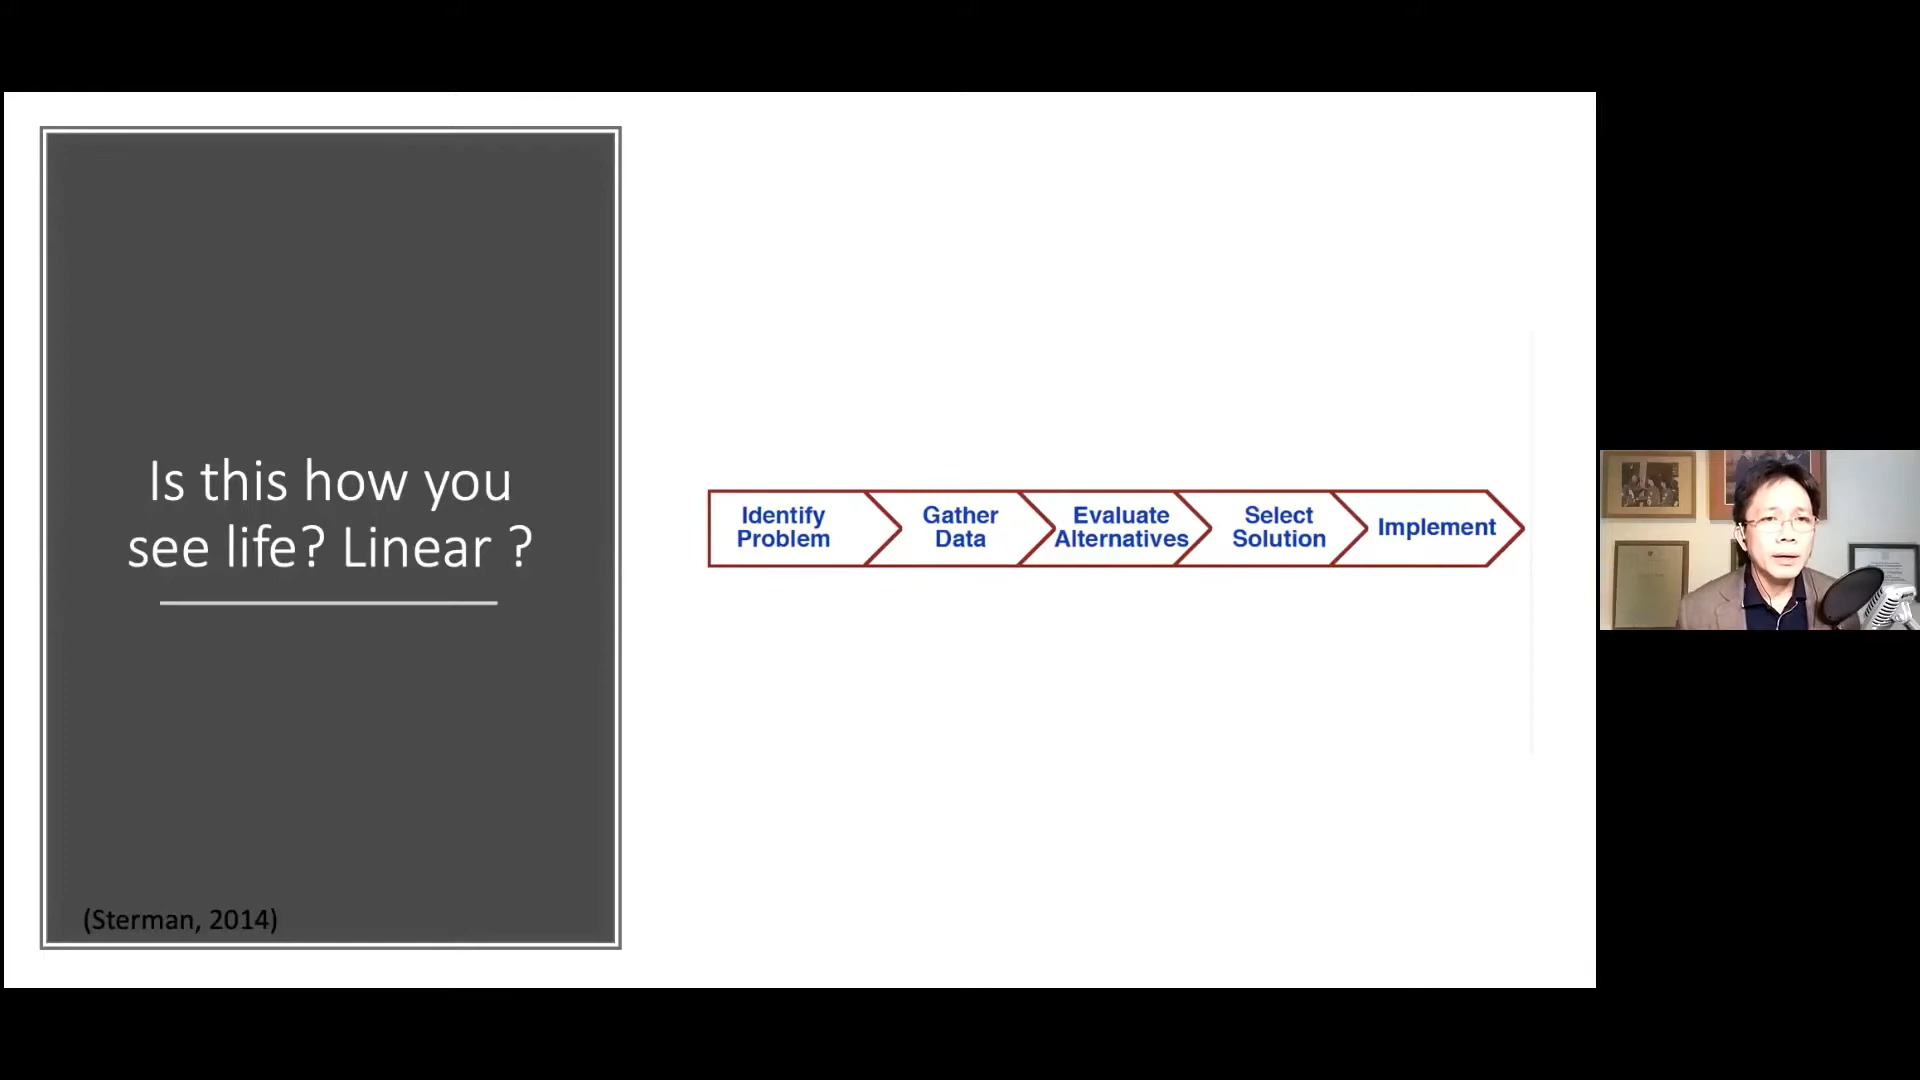 Is this how you
see life? Linear ?
(Sterman, 2014)
Identify
Problem
Gather
Data
Evaluate
Alternatives
Select
Solution
Implement